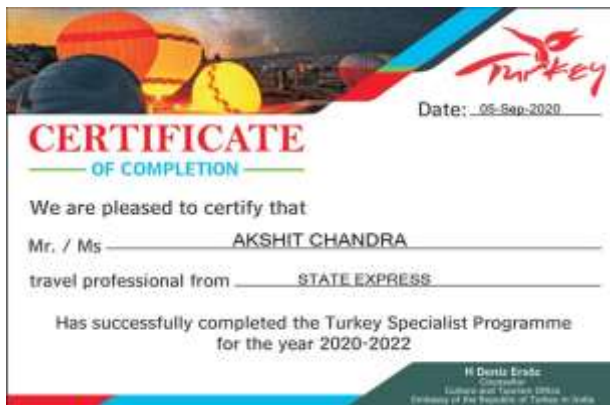 Turkey
Date: 05-Sep-2020
CERTIFICATE
OF COMPLETION
We are pleased to certify that
Mr. / Ms AKSHIT CHANDRA
travel professional from STATE EXPRESS
Has successfully completed the Turkey Specialist Programme
for the year 2020-2022
H Deniz Ersöz
Counsellor
Culture and Tourism Office
Embassy of the Republic of Turkey in India